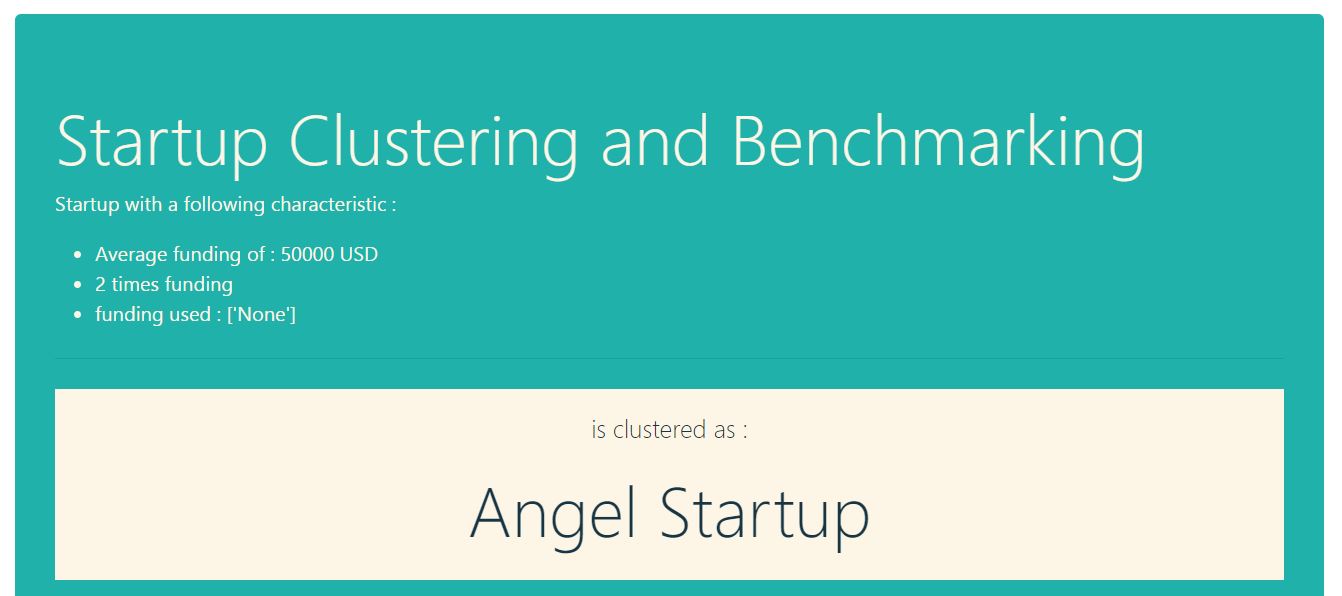 Startup Clustering and Benchmarking
Startup with a following characteristic :
• Average funding of : 50000 USD
• 2 times funding
• funding used : ['None']
is clustered as :
Angel Startup